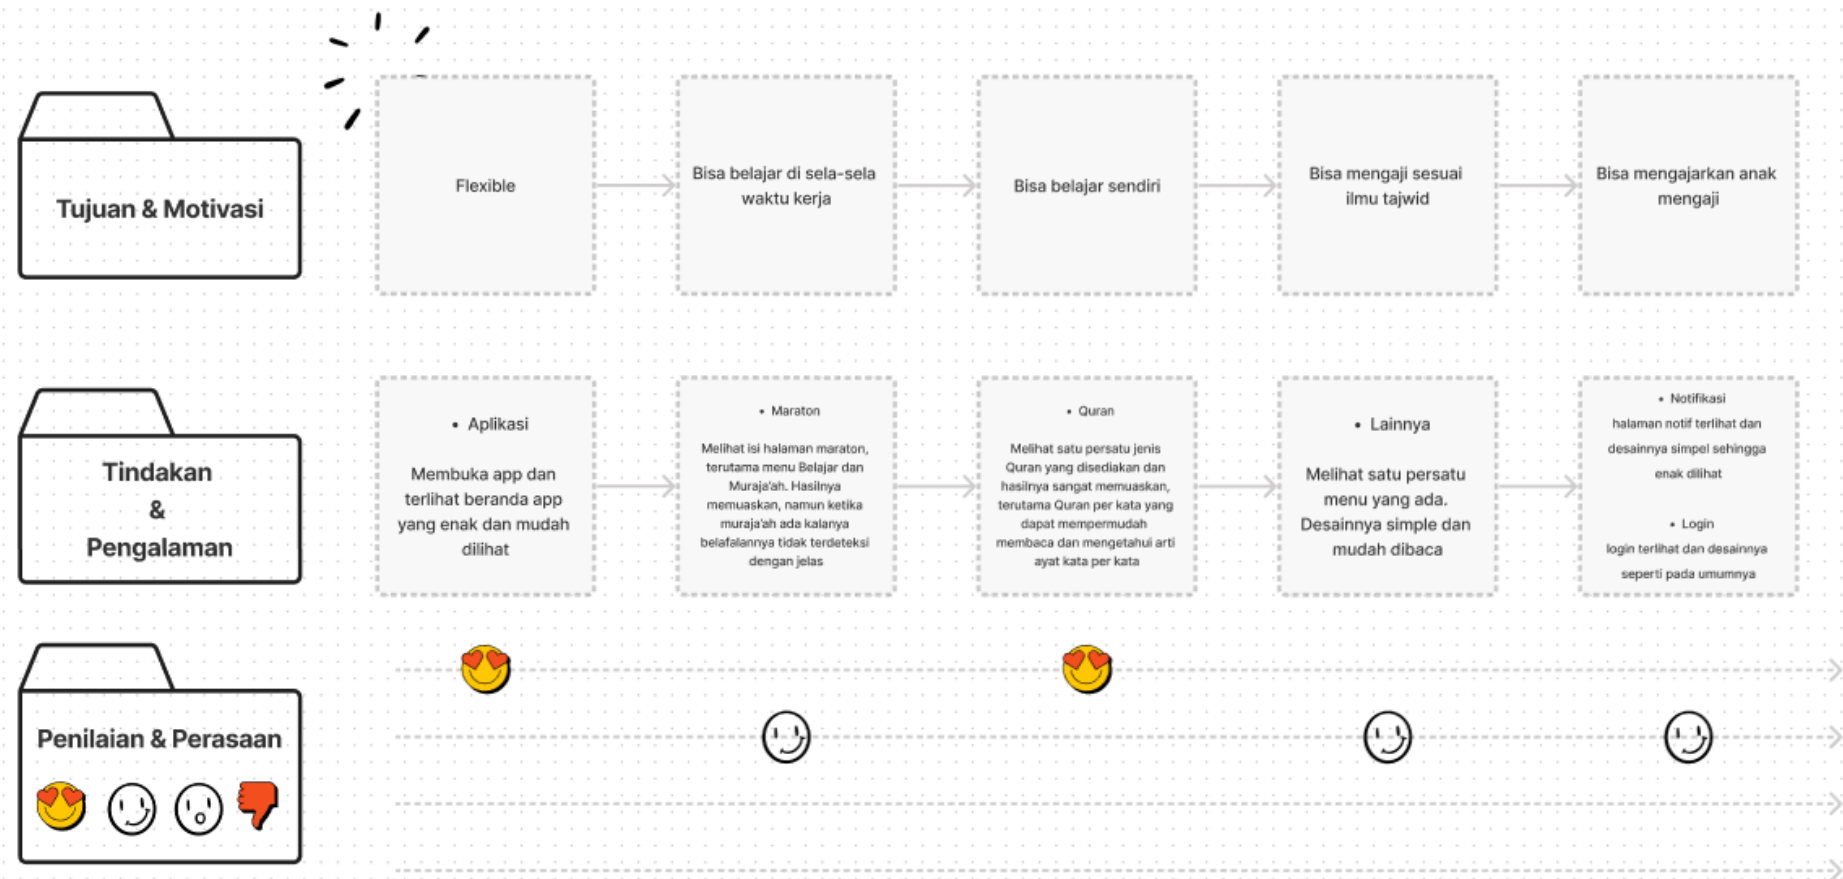 Tujuan & Motivasi
Flexible
Bisa belajar di sela-sela
waktu kerja
Bisa belajar sendiri
Bisa mengaji sesuai
ilmu tajwid
Bisa mengajarkan anak
mengaji
Tindakan
&
Pengalaman
• Aplikasi
Membuka app dan
terlihat beranda app
yang enak dan mudah
dilihat
• Maraton
Melihat isi halaman maraton,
terutama menu Belajar dan
Muraja'ah. Hasilnya
memuaskan, namun ketika
muraja'ah ada kalanya
belafalannya tidak terdeteksi
dengan jelas
• Quran
Melihat satu persatu jenis
Quran yang disediakan dan
hasilnya sangat memuaskan,
terutama Quran per kata yang
dapat mempermudah
membaca dan mengetahui arti
ayat kata per kata
• Lainnya
Melihat satu persatu
menu yang ada.
Desainnya simple dan
mudah dibaca
• Notifikasi
halaman notif terlihat dan
desainnya simpel sehingga
enak dilihat
• Login
login terlihat dan desainnya
seperti pada umumnya
Penilaian & Perasaan